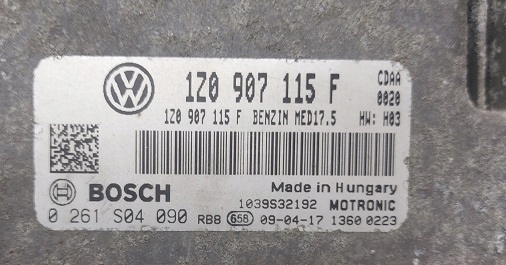 1Z0 907 115 F CDAA
0020
1Z0 907 115 F BENZIN MED17.5 HW: H03
BOSCH Made in Hungary
1039S32192 MOTRONIC
0 261 S04 090 RB8 658 09-04-17 1360 0223